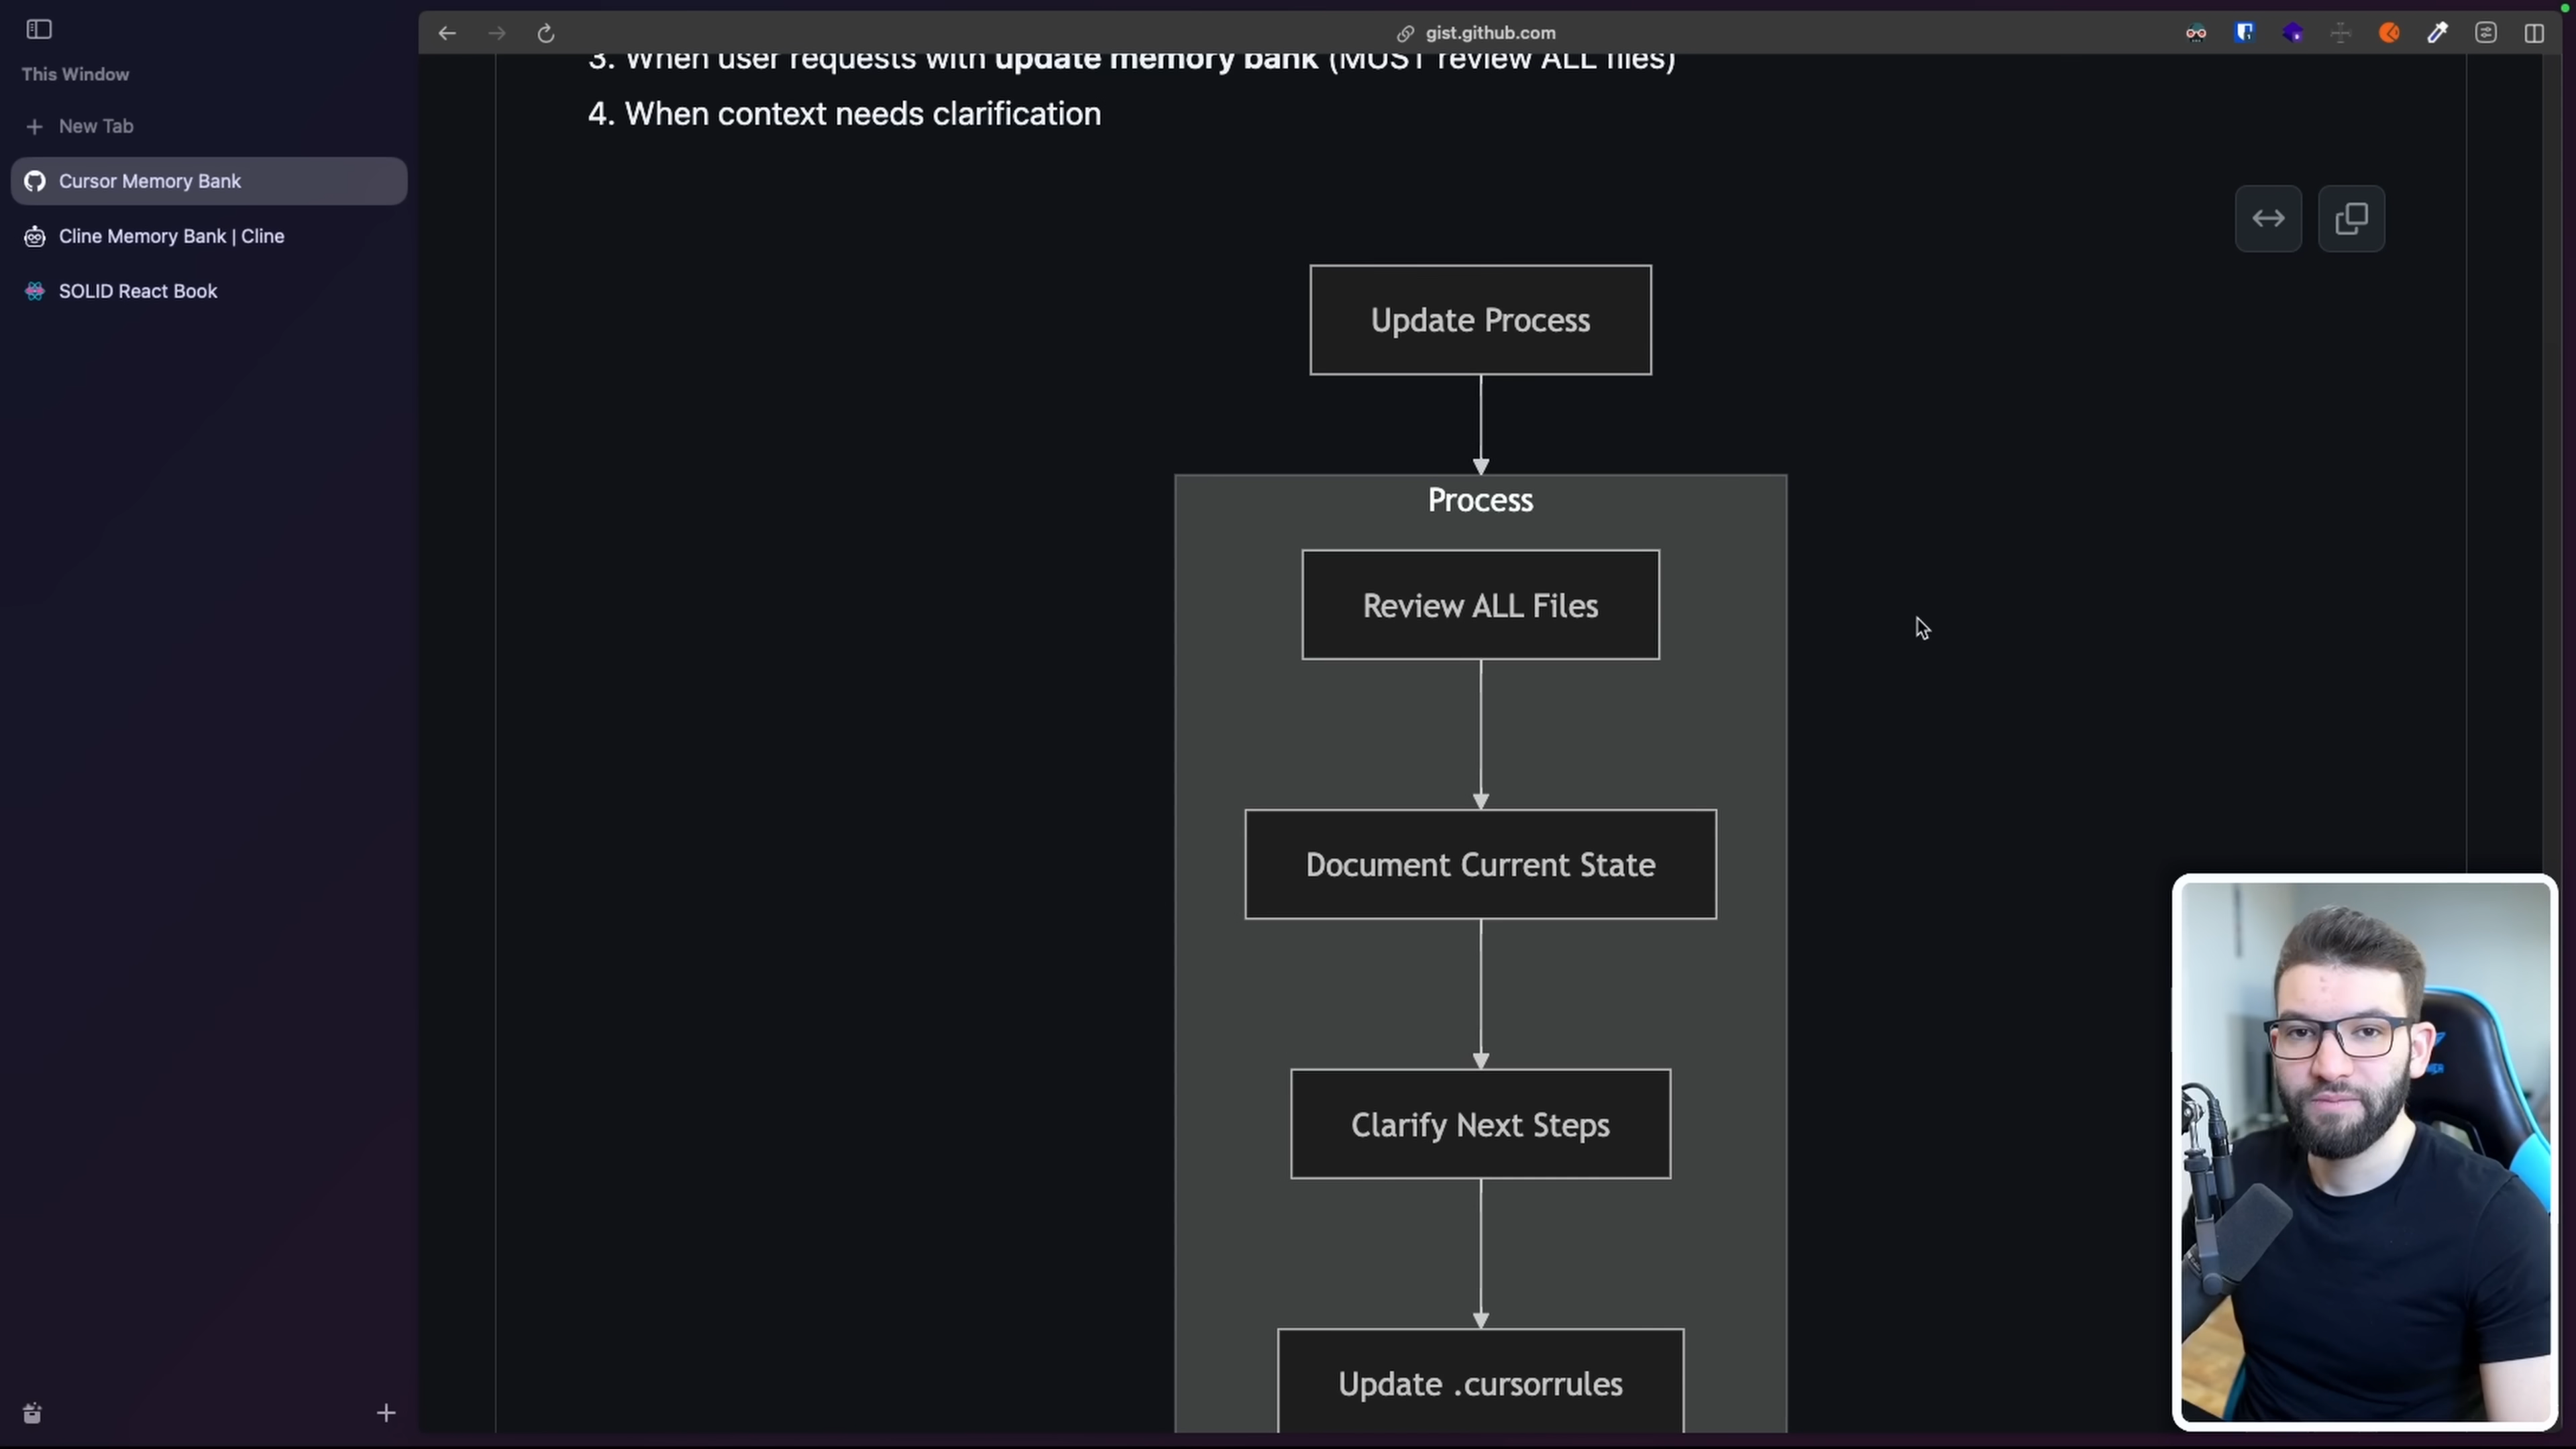 gist.github.com
This Window
New Tab
Cursor Memory Bank
Cline Memory Bank | Cline
SOLID React Book
3. When user requests with update memory bank (MUST review ALL files)
4. When context needs clarification
Update Process
Process
Review ALL Files
Document Current State
Clarify Next Steps
Update .cursorrules